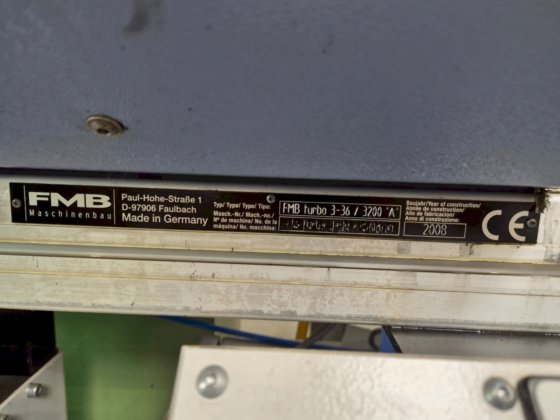 FMB
Maschinenbau
Paul-Hohe-Straße 1
D-97906 Faulbach
Made in Germany
Typ/Type/Type/Tipo:
FMB turbo 3-36 / 3200 "A"
Masch.-Nr./ Mach.-no./
N° de machine/ No. de la
máquina/ No. macchina:
Baujahr/Year of construction/
Année de construction/
Año de fabricación/
Anno di costruzione:
2008
CE